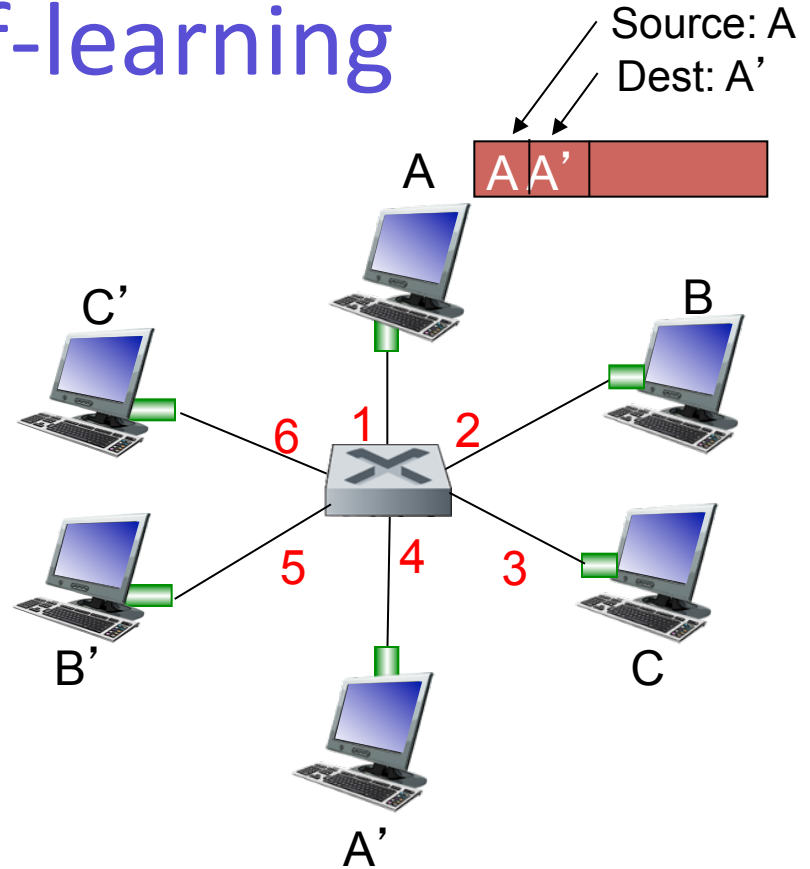 f-learning
Source: A
Dest: A’
A
A A’
C’
B
6
1
2
5
4
3
B’
C
A’